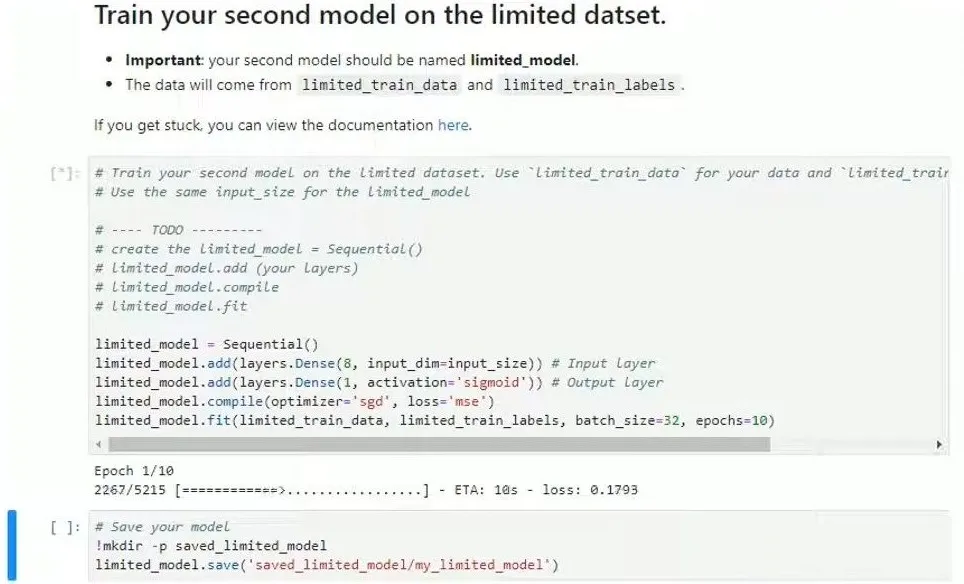 Train your second model on the limited datset.
• Important: your second model should be named limited_model.
• The data will come from limited_train_data and limited_train_labels .
If you get stuck, you can view the documentation here.
[*]: # Train your second model on the limited dataset. Use `limited_train_data` for your data and `limited_train
# Use the same input_size for the limited_model
# ---- TODO ---------
# create the limited_model = Sequential()
# limited_model.add (your layers)
# limited_model.compile
# limited_model.fit
limited_model = Sequential()
limited_model.add(layers.Dense(8, input_dim=input_size)) # Input layer
limited_model.add(layers.Dense(1, activation='sigmoid')) # Output layer
limited_model.compile(optimizer='sgd', loss='mse')
limited_model.fit(limited_train_data, limited_train_labels, batch_size=32, epochs=10)
Epoch 1/10
2267/5215 [============>.................] - ETA: 10s - loss: 0.1793
[ ]: # Save your model
!mkdir -p saved_limited_model
limited_model.save('saved_limited_model/my_limited_model')